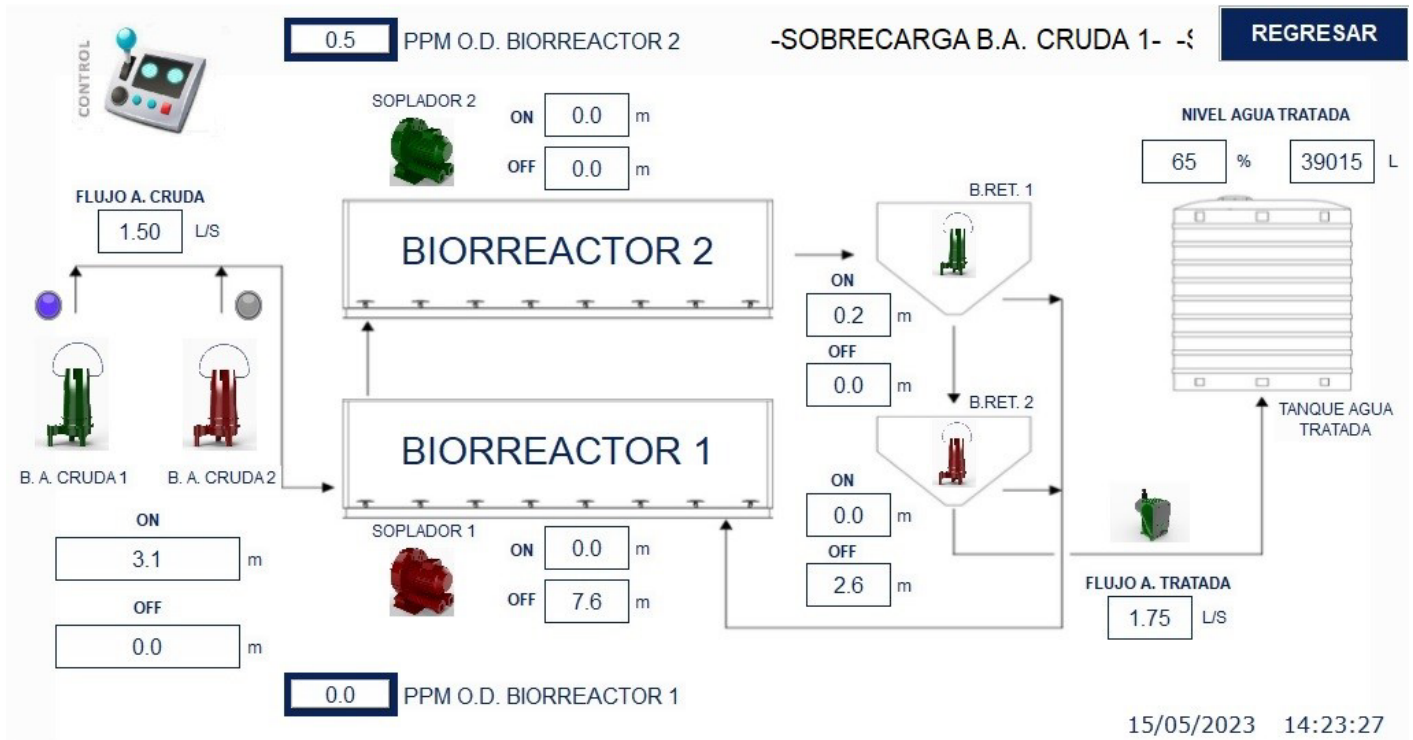 CONTROL
0.5 PPM O.D. BIORREACTOR 2
-SOBRECARGA B.A. CRUDA 1-
REGRESAR
SOPLADOR 2
ON 0.0 m
OFF 0.0 m
NIVEL AGUA TRATADA
65 % 39015 L
FLUJO A. CRUDA
1.50 L/S
BIORREACTOR 2
B.RET. 1
ON
0.2 m
OFF
0.0 m
B. A. CRUDA 1
B. A. CRUDA 2
ON
3.1 m
OFF
0.0 m
BIORREACTOR 1
SOPLADOR 1
ON 0.0 m
OFF 7.6 m
B.RET. 2
ON
0.0 m
OFF
2.6 m
TANQUE AGUA
TRATADA
FLUJO A. TRATADA
1.75 L/S
0.0 PPM O.D. BIORREACTOR 1
15/05/2023 14:23:27